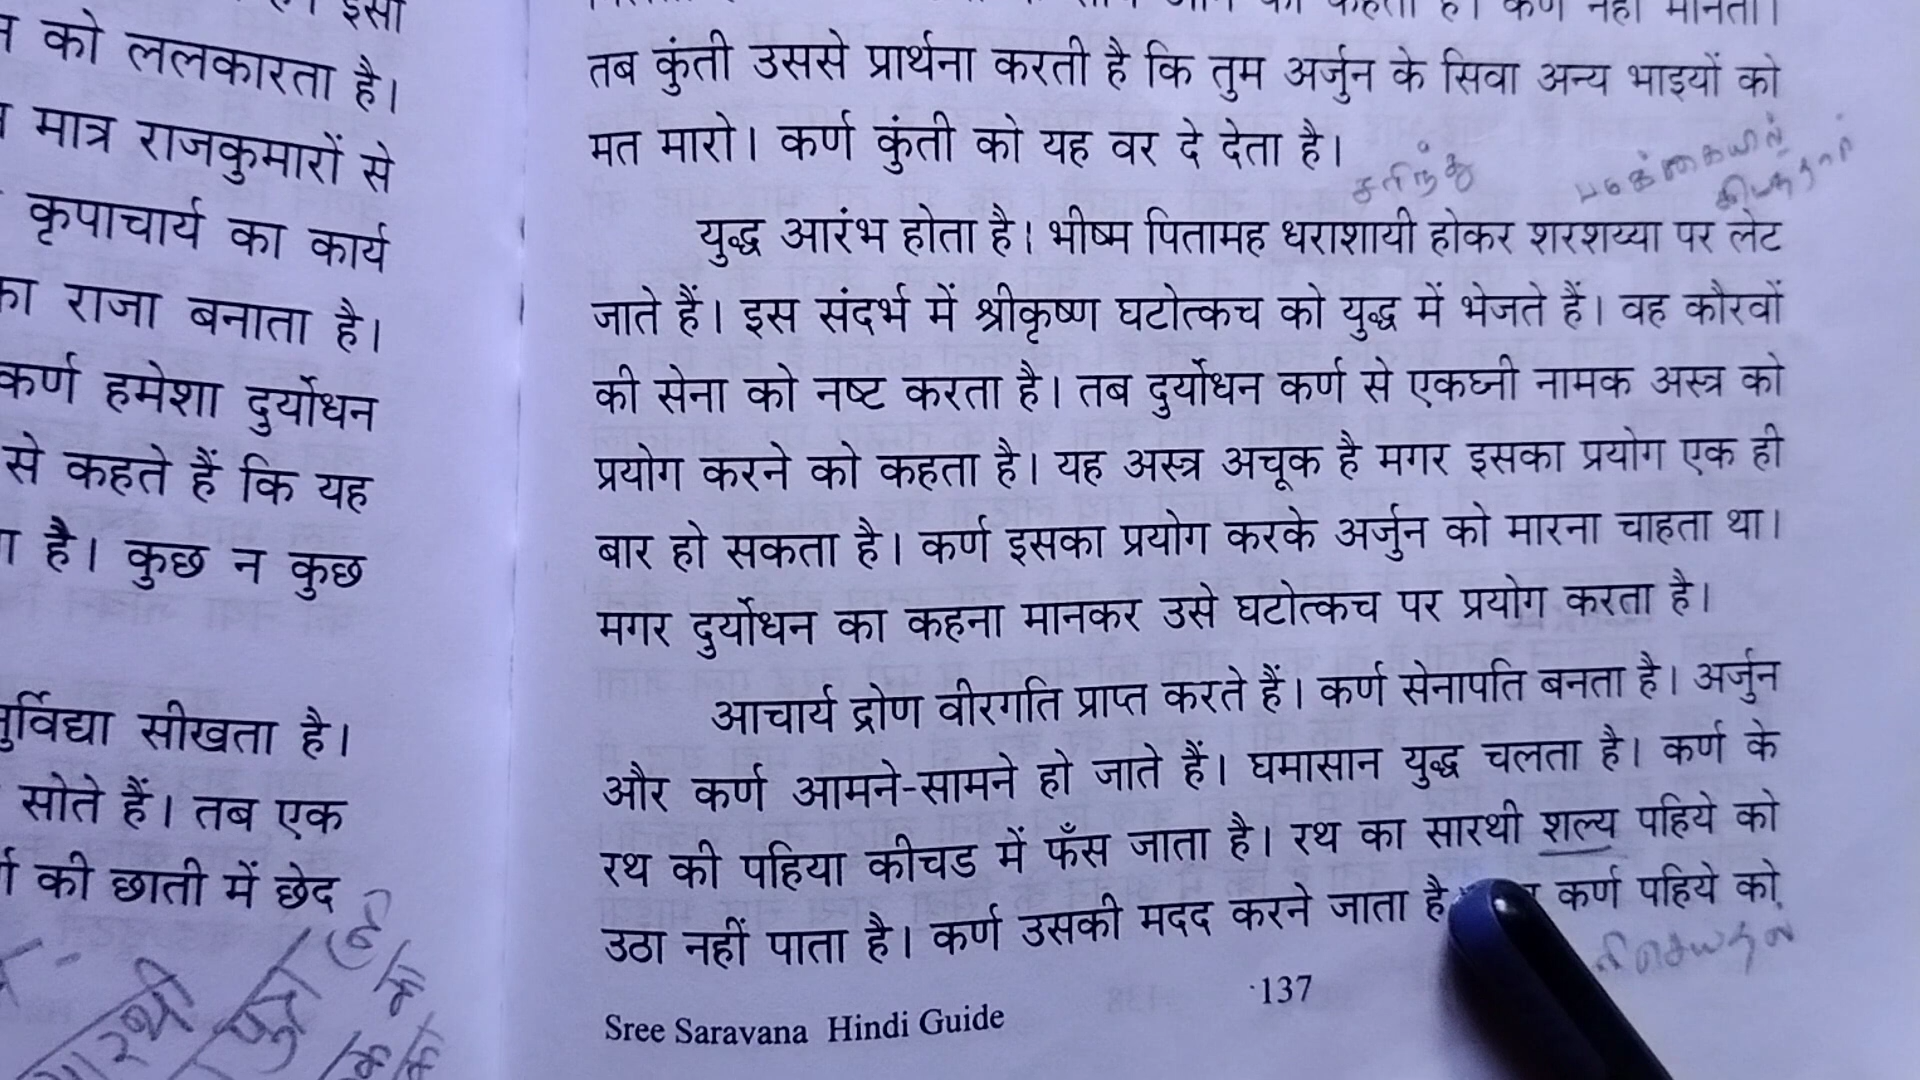 इसी
को ललकारता है।
मात्र राजकुमारों से
कृपाचार्य का कार्य
का राजा बनाता है।
कर्ण हमेशा दुर्योधन
से कहते हैं कि यह
है। कुछ न कुछ
सीखता है।
सोते हैं। तब एक
की छाती में छेद
कर्ण नहीं मानता।
तब कुंती उससे प्रार्थना करती है कि तुम अर्जुन के सिवा अन्य भाइयों को
मत मारो। कर्ण कुंती को यह वर दे देता है।
युद्ध आरंभ होता है। भीष्म पितामह धराशायी होकर शरशय्या पर लेट
जाते हैं। इस संदर्भ में श्रीकृष्ण घटोत्कच को युद्ध में भेजते हैं। वह कौरवों
की सेना को नष्ट करता है। तब दुर्योधन कर्ण से एकघ्नी नामक अस्त्र को
प्रयोग करने को कहता है। यह अस्त्र अचूक है मगर इसका प्रयोग एक ही
बार हो सकता है। कर्ण इसका प्रयोग करके अर्जुन को मारना चाहता था।
मगर दुर्योधन का कहना मानकर उसे घटोत्कच पर प्रयोग करता है।
आचार्य द्रोण वीरगति प्राप्त करते हैं। कर्ण सेनापति बनता है। अर्जुन
और कर्ण आमने-सामने हो जाते हैं। घमासान युद्ध चलता है। कर्ण के
रथ की पहिया कीचड में फँस जाता है। रथ का सारथी शल्य पहिये को
उठा नहीं पाता है। कर्ण उसकी मदद करने जाता है कर्ण पहिये को
137
Sree Saravana Hindi Guide